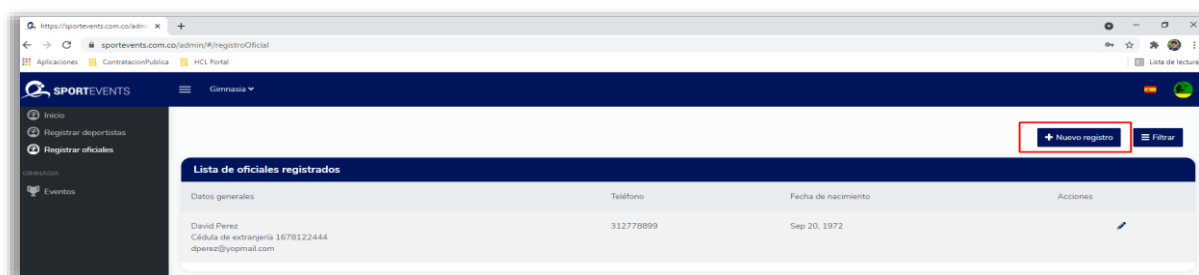 https://sportevents.com.co/adm
sportevents.com.co/admin/#/registroOficial
Aplicaciones ContratacionPublica HCL Portal Lista de lectura
SPORTEVENTS Gimnasia
Inicio
Registrar deportistas
Registrar oficiales
GIMNASIA
Eventos
Nuevo registro Filtrar
Lista de oficiales registrados
Datos generales Teléfono Fecha de nacimiento Acciones
David Perez 312778899 Sep 20, 1972
Cédula de extranjería 1678122444
dperez@yopmail.com